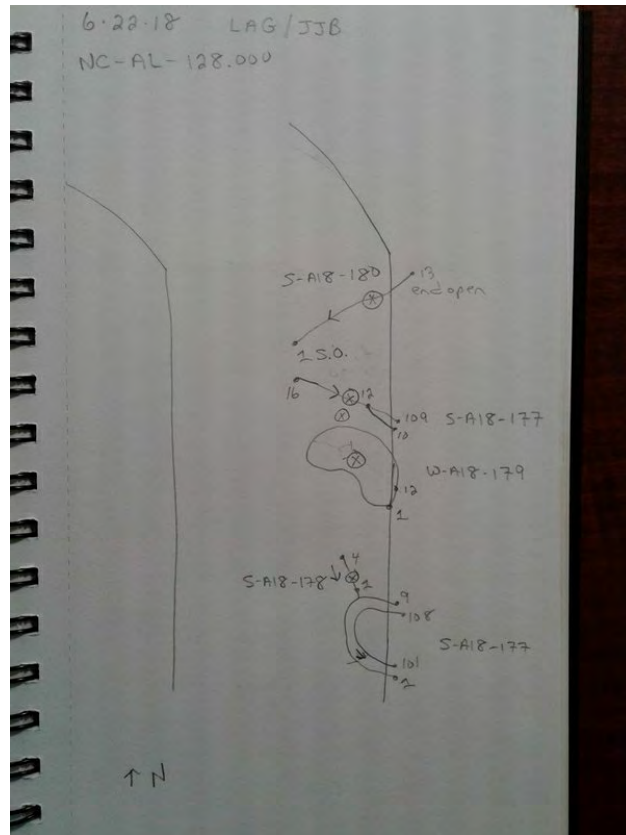 6-22-18 LAG/JJB
NC-AL-128.000
S-A18-180
13
end open
1 S.O.
16
12
109 S-A18-177
10
W-A18-179
12
1
4
S-A18-178
1
9
108
S-A18-177
101
2
↑ N